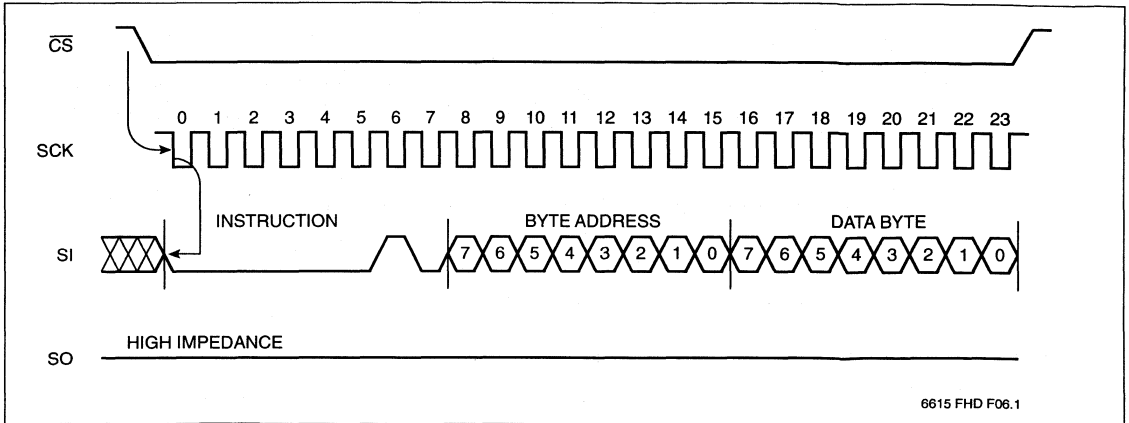 CS
0 1 2 3 4 5 6 7 8 9 10 11 12 13 14 15 16 17 18 19 20 21 22 23
SCK
INSTRUCTION BYTE ADDRESS DATA BYTE
SI 7 6 5 4 3 2 1 0 7 6 5 4 3 2 1 0
HIGH IMPEDANCE
SO
6615 FHD F06.1